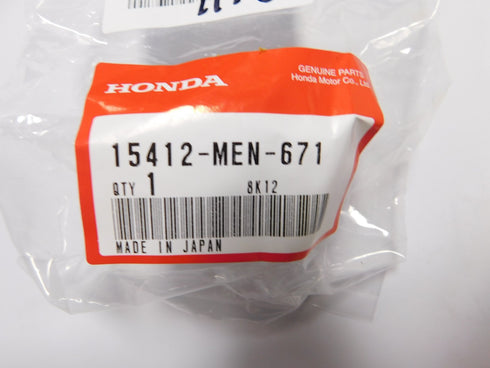 HONDA
GENUINE PARTS
Honda Motor Co., Ltd.
15412-MEN-671
QTY 1 8K12
MADE IN JAPAN